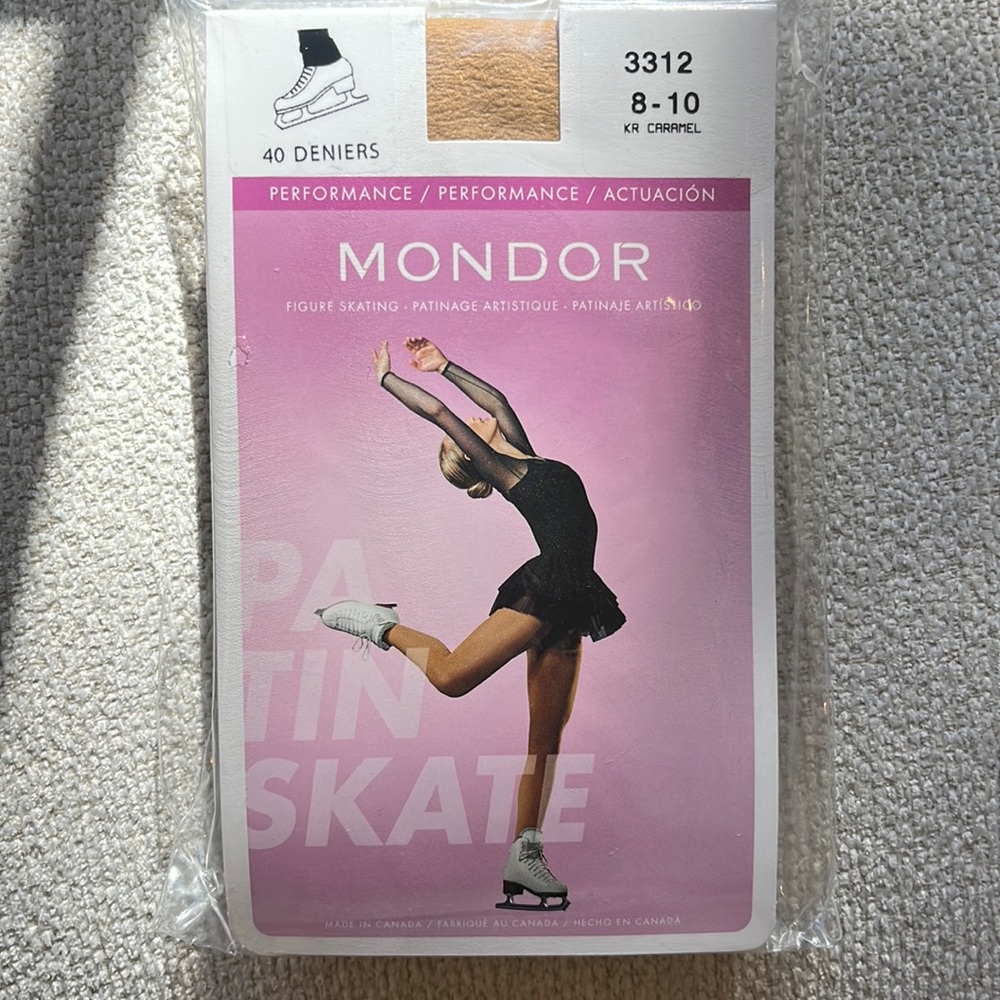 3312
8-10
KR CARAMEL
40 DENIERS
PERFORMANCE / PERFORMANCE / ACTUACIÓN
MONDOR
FIGURE SKATING - PATINAGE ARTISTIQUE - PATINAJE ARTÍSTICO
PA
TIN
SKATE
MADE IN CANADA / FABRIQUÉ AU CANADA / HECHO EN CANADÁ